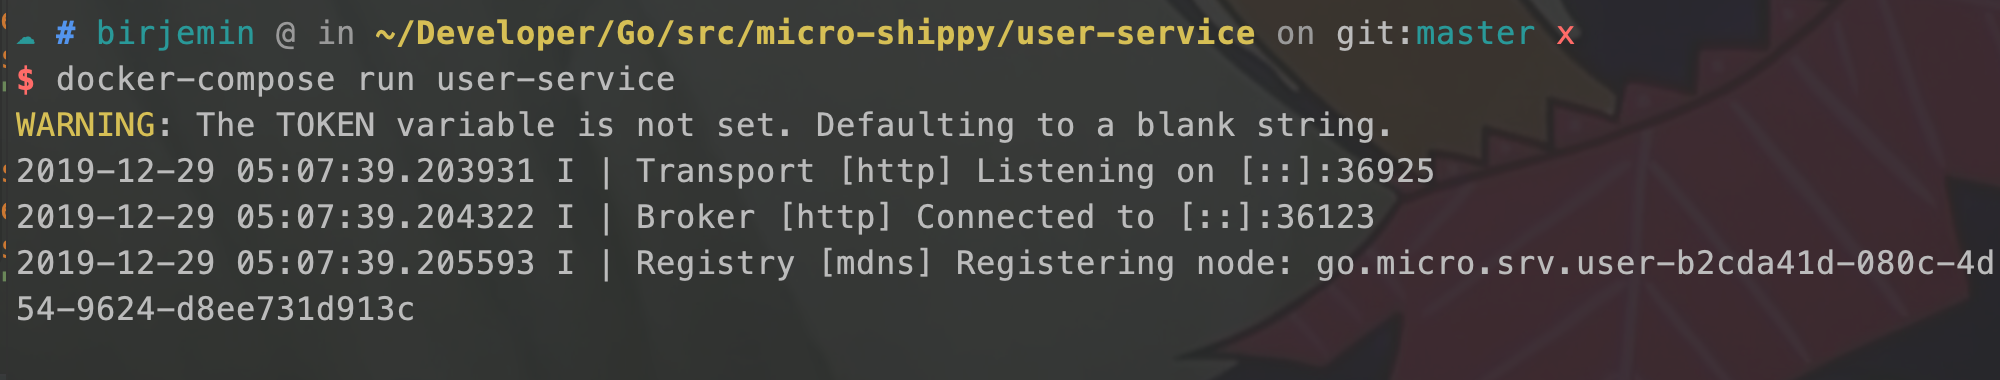 ☁ # birjemin @ in ~/Developer/Go/src/micro-shippy/user-service on git:master x
$ docker-compose run user-service
WARNING: The TOKEN variable is not set. Defaulting to a blank string.
2019-12-29 05:07:39.203931 I | Transport [http] Listening on [::]:36925
2019-12-29 05:07:39.204322 I | Broker [http] Connected to [::]:36123
2019-12-29 05:07:39.205593 I | Registry [mdns] Registering node: go.micro.srv.user-b2cda41d-080c-4d
54-9624-d8ee731d913c